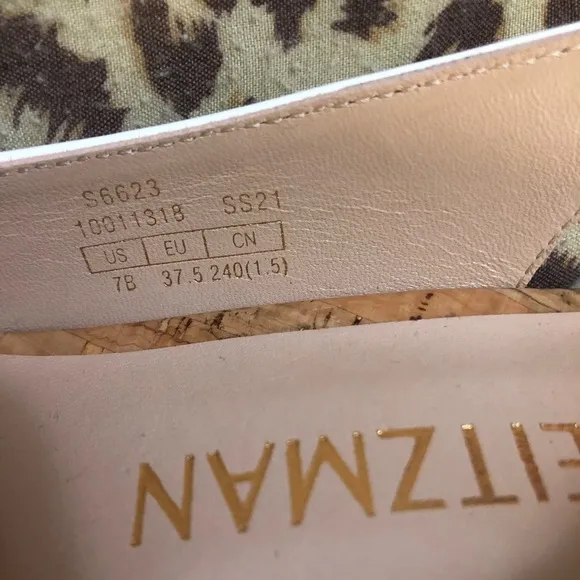 S6623
10011318 SS21
US EU CN
7B 37.5 240(1.5)
EITZMAN